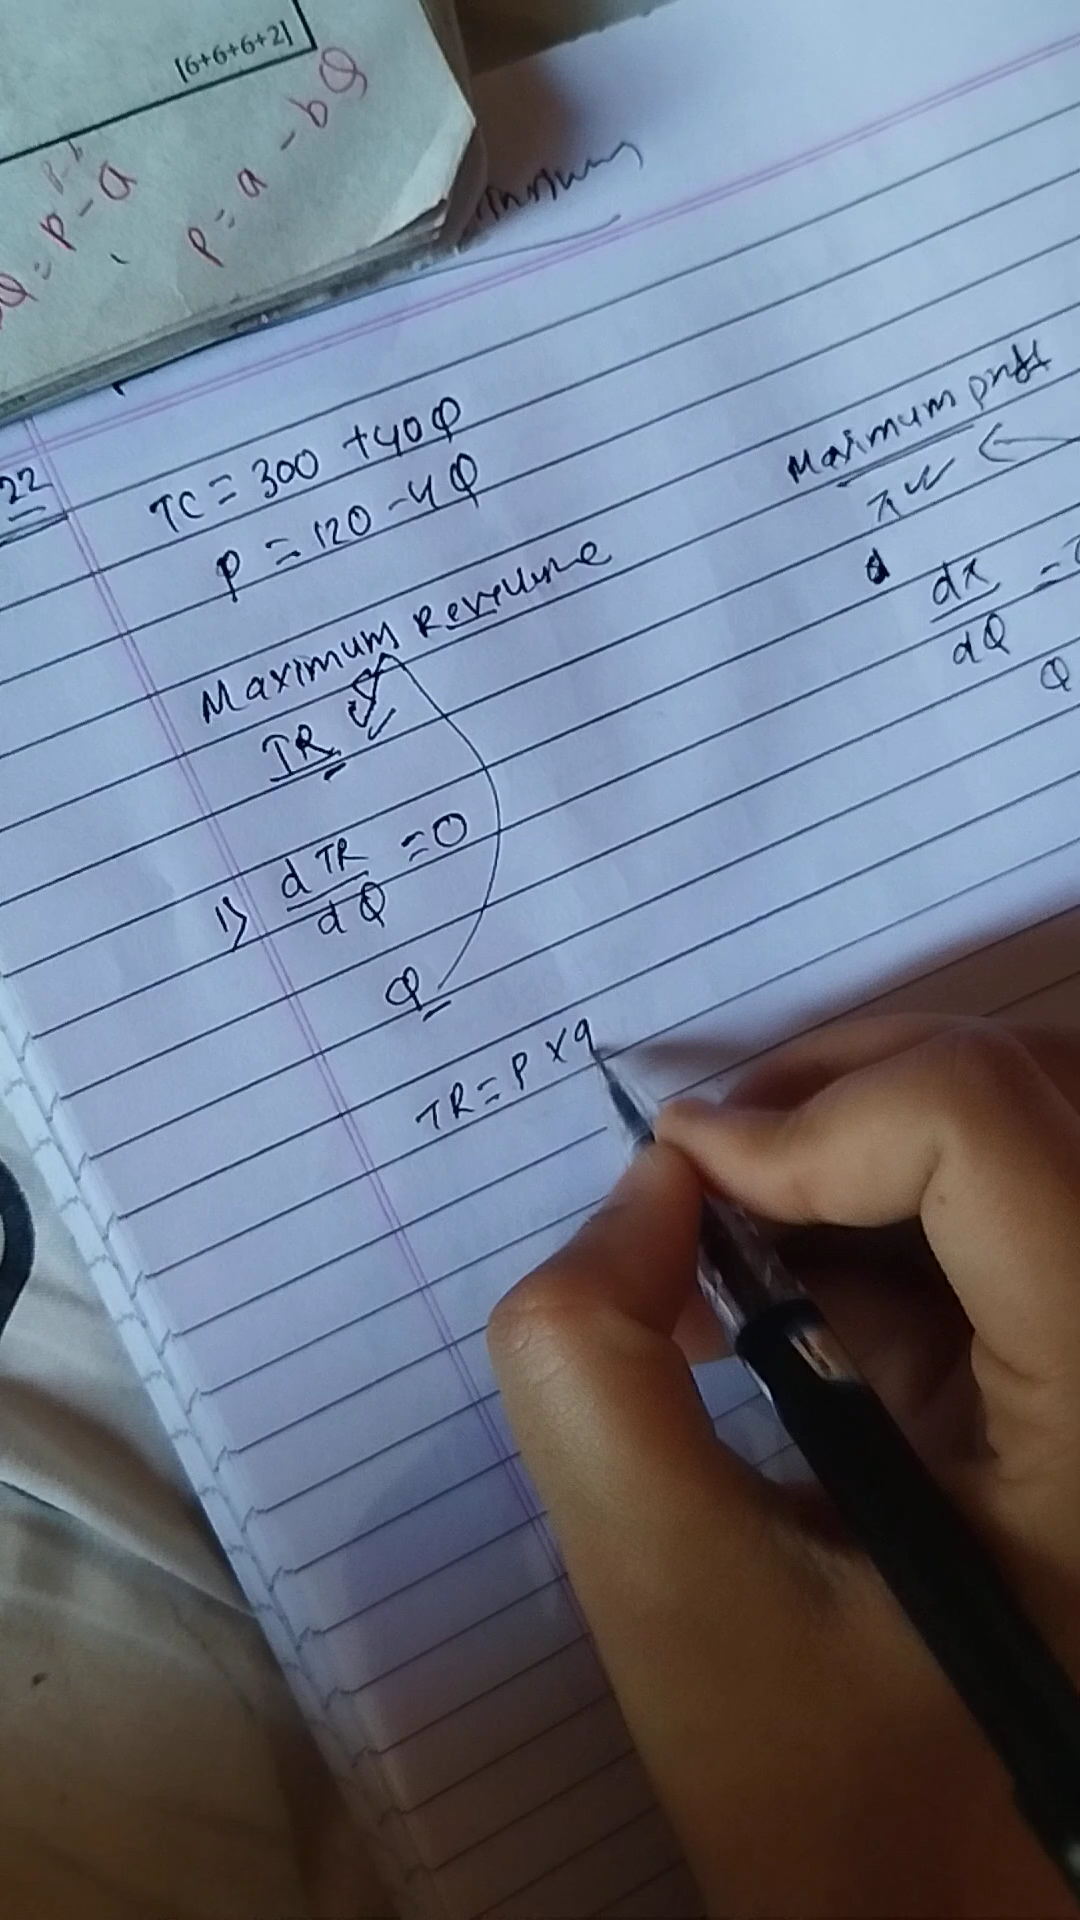 [6+6+6+2]
P = a - bQ
Q = P - a
22
TC = 300 + 40Q
P = 120 - 4Q
Maximum Revenue
TR
1) dTR/dQ = 0
Q
TR = P × q
Maximum profit
π
dπ/dQ =
Q